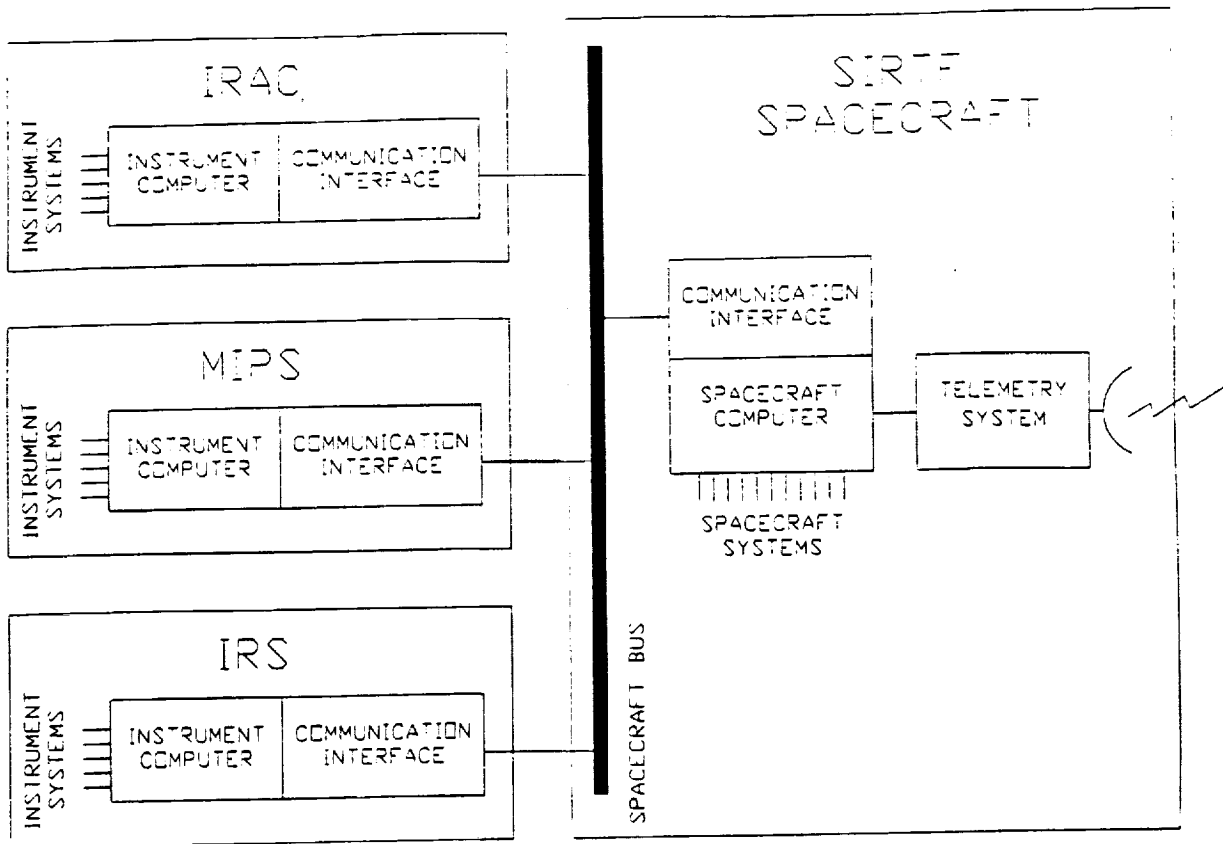 IRAC
INSTRUMENT
SYSTEMS
INSTRUMENT
COMPUTER
COMMUNICATION
INTERFACE
MIPS
INSTRUMENT
SYSTEMS
INSTRUMENT
COMPUTER
COMMUNICATION
INTERFACE
IRS
INSTRUMENT
SYSTEMS
INSTRUMENT
COMPUTER
COMMUNICATION
INTERFACE
SPACECRAFT BUS
SIRTF
SPACECRAFT
COMMUNICATION
INTERFACE
SPACECRAFT
COMPUTER
TELEMETRY
SYSTEM
SPACECRAFT
SYSTEMS